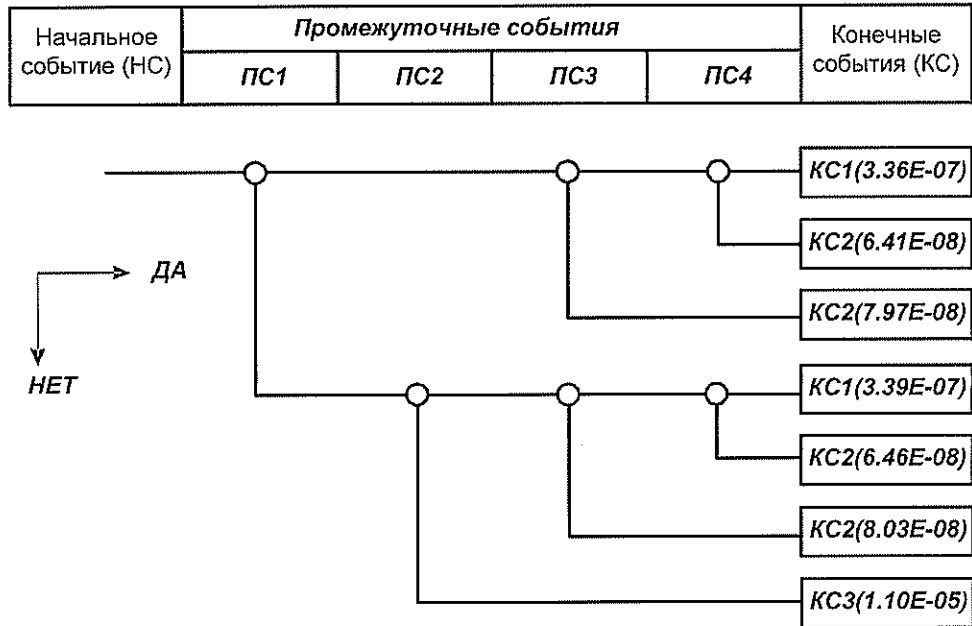 Начальное
событие (НС)
Промежуточные события
ПС1
ПС2
ПС3
ПС4
Конечные
события (КС)
КС1(3.36E-07)
КС2(6.41E-08)
ДА
КС2(7.97E-08)
НЕТ
КС1(3.39E-07)
КС2(6.46E-08)
КС2(8.03E-08)
КС3(1.10E-05)